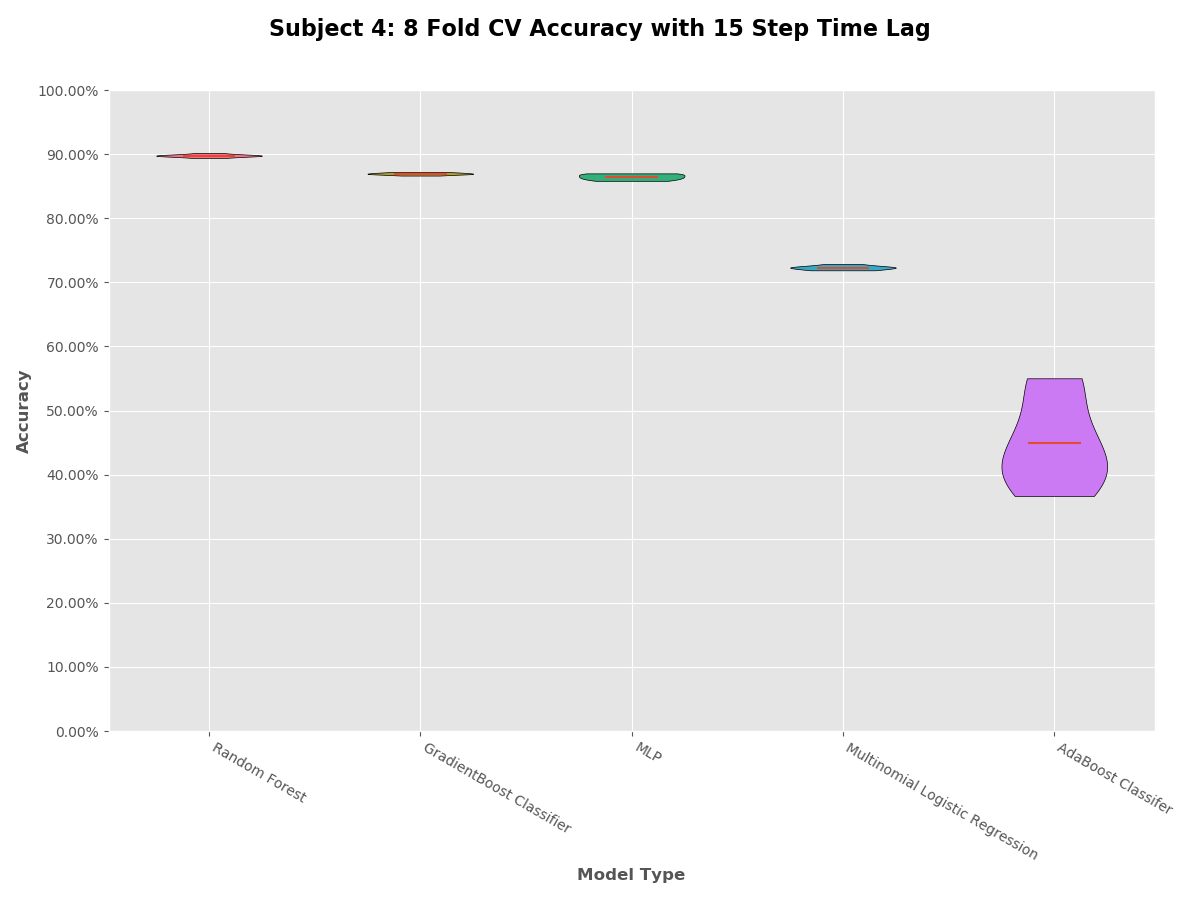 Subject 4: 8 Fold CV Accuracy with 15 Step Time Lag
100.00%
90.00%
80.00%
70.00%
60.00%
50.00%
40.00%
30.00%
20.00%
10.00%
0.00%
Accuracy
Random Forest
GradientBoost Classifier
MLP
Multinomial Logistic Regression
AdaBoost Classifer
Model Type